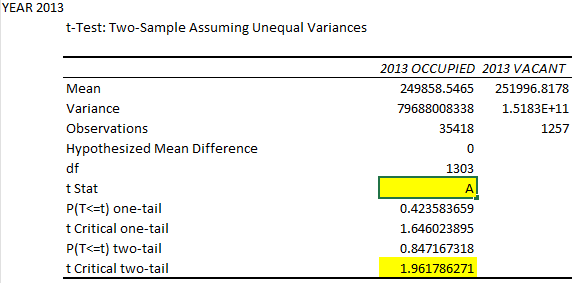 YEAR 2013
t-Test: Two-Sample Assuming Unequal Variances
2013 OCCUPIED 2013 VACANT
Mean 249858.5465 251996.8178
Variance 79688008338 1.5183E+11
Observations 35418 1257
Hypothesized Mean Difference 0
df 1303
t Stat A
P(T<=t) one-tail 0.423583659
t Critical one-tail 1.646023895
P(T<=t) two-tail 0.847167318
t Critical two-tail 1.961786271